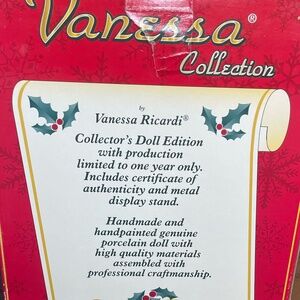 Vanessa®
Collection
by
Vanessa Ricardi®
Collector's Doll Edition
with production
limited to one year only.
Includes certificate of
authenticity and metal
display stand.
Handmade and
handpainted genuine
porcelain doll with
high quality materials
assembled with
professional craftmanship.